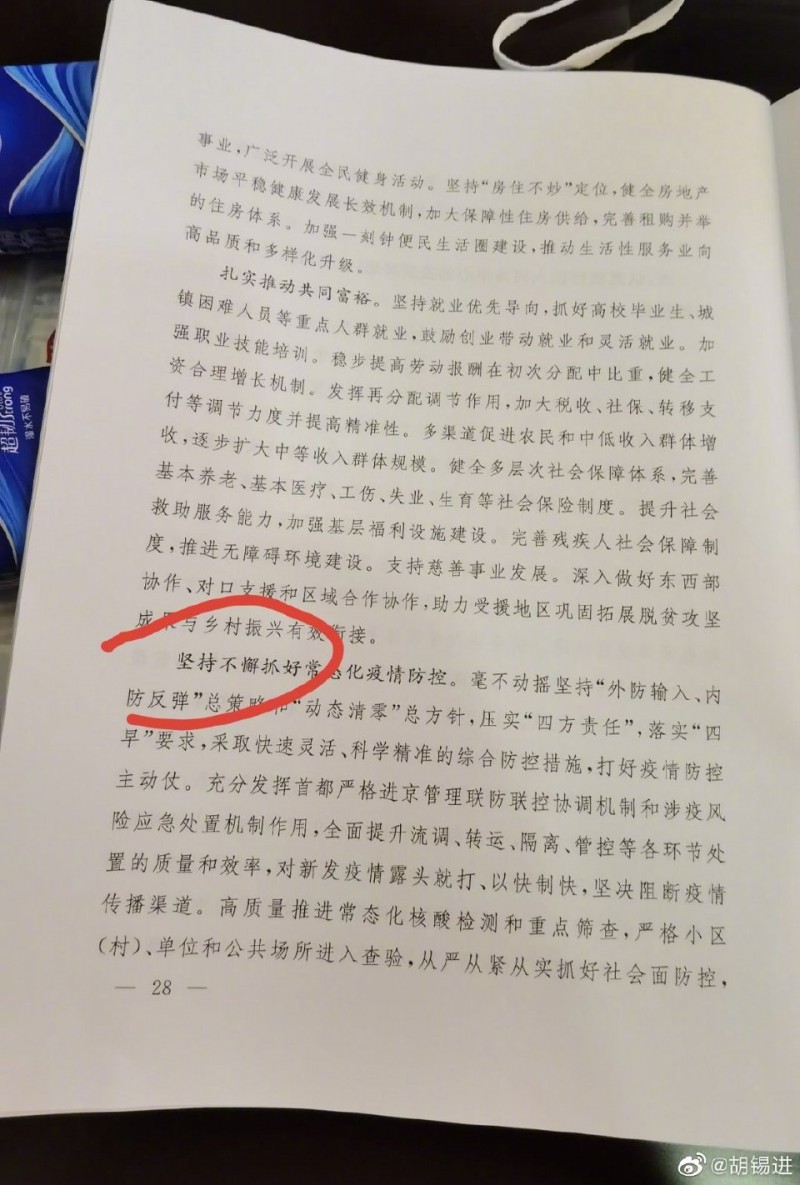 事业，广泛开展全民健身活动。坚持“房住不炒”定位，健全房地产
市场平稳健康发展长效机制，加大保障性住房供给，完善租购并举
的住房体系。加强一刻钟便民生活圈建设，推动生活性服务业向
高品质和多样化升级。
扎实推动共同富裕。坚持就业优先导向，抓好高校毕业生、城
镇困难人员等重点人群就业，鼓励创业带动就业和灵活就业。加
强职业技能培训。稳步提高劳动报酬在初次分配中比重，健全工
资合理增长机制。发挥再分配调节作用，加大税收、社保、转移支
付等调节力度并提高精准性。多渠道促进农民和中低收入群体增
收，逐步扩大中等收入群体规模。健全多层次社会保障体系，完善
基本养老、基本医疗、工伤、失业、生育等社会保险制度。提升社会
救助服务能力，加强基层福利设施建设。完善残疾人社会保障制
度，推进无障碍环境建设。支持慈善事业发展。深入做好东西部
协作、对口支援和区域合作协作，助力受援地区巩固拓展脱贫攻坚
成果与乡村振兴有效衔接。
坚持不懈抓好常态化疫情防控。毫不动摇坚持“外防输入、内
防反弹”总策略和“动态清零”总方针，压实“四方责任”，落实“四
早”要求，采取快速灵活、科学精准的综合防控措施，打好疫情防控
主动仗。充分发挥首都严格进京管理联防联控协调机制和涉疫风
险应急处置机制作用，全面提升流调、转运、隔离、管控等各环节处
置的质量和效率，对新发疫情露头就打、以快制快，坚决阻断疫情
传播渠道。高质量推进常态化核酸检测和重点筛查，严格小区
（村）、单位和公共场所进入查验，从严从紧从实抓好社会面防控，
— 28 —
超韧 Strong
湿水不易破
@胡锡进